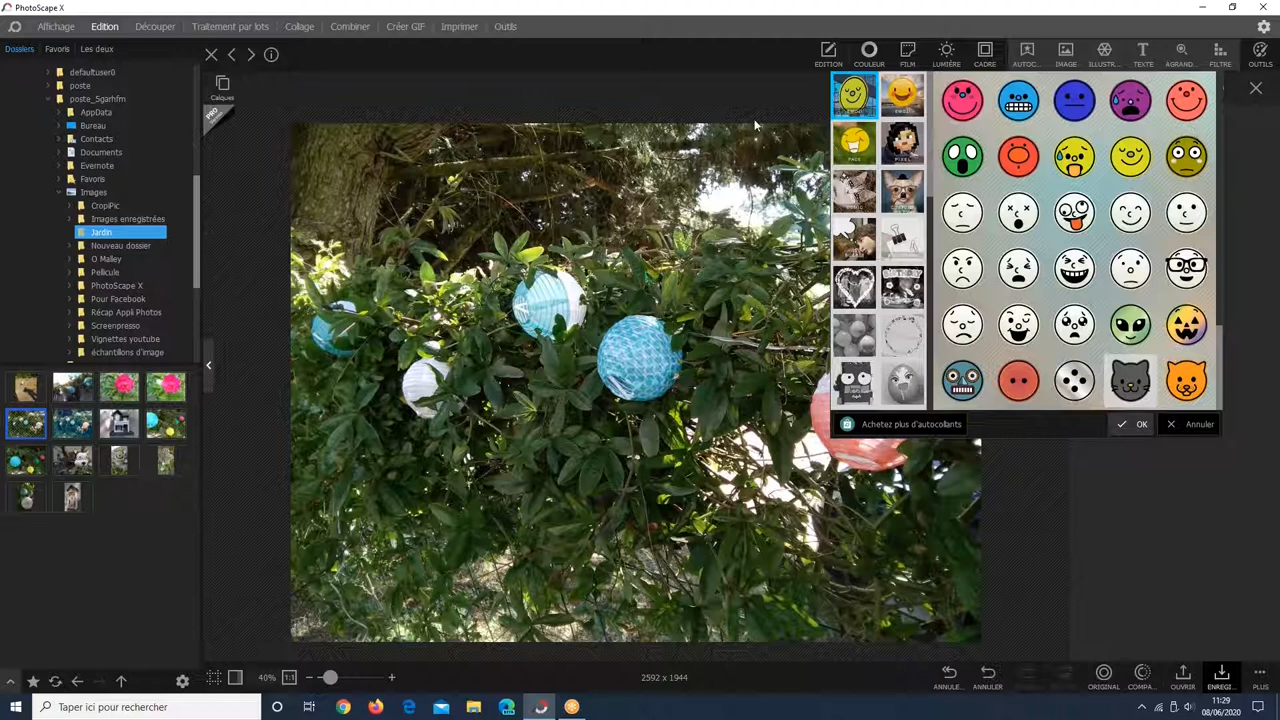 PhotoScape X
Affichage Edition Découper Traitement par lots Collage Combiner Créer GIF Imprimer Outils
Dossiers Favoris Les deux
EDITION COULEUR FILM LUMIÈRE CADRE AUTOC... IMAGE ILLUSTR... TEXTE AGRAND... FILTRE OUTILS
Calques
PRO
defaultuser0
poste
poste_5garhfm
AppData
Bureau
Contacts
Documents
Evernote
Favoris
Images
CropiPic
Images enregistrées
Jardin
Nouveau dossier
O Malley
Pellicule
PhotoScape X
Pour Facebook
Récap Appli Photos
Screenpresso
Vignettes youtube
échantillons d'image
PIXEL
Achetez plus d'autocollants
OK
Annuler
40%
1:1
2592 x 1944
ANNULE... ANNULER ORIGINAL COMPA... OUVRIR ENREGI... PLUS
Taper ici pour rechercher
11:29
08/06/2020